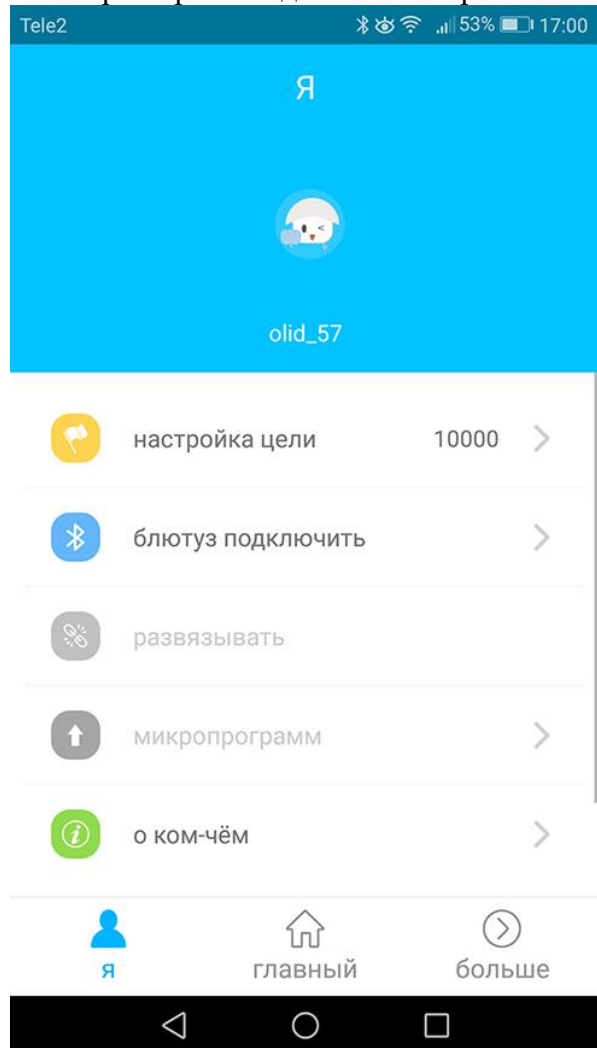 Tele2 53% 17:00
Я
olid_57
настройка цели 10000
блютуз подключить
развязывать
микропрограмм
о ком-чём
я главный больше